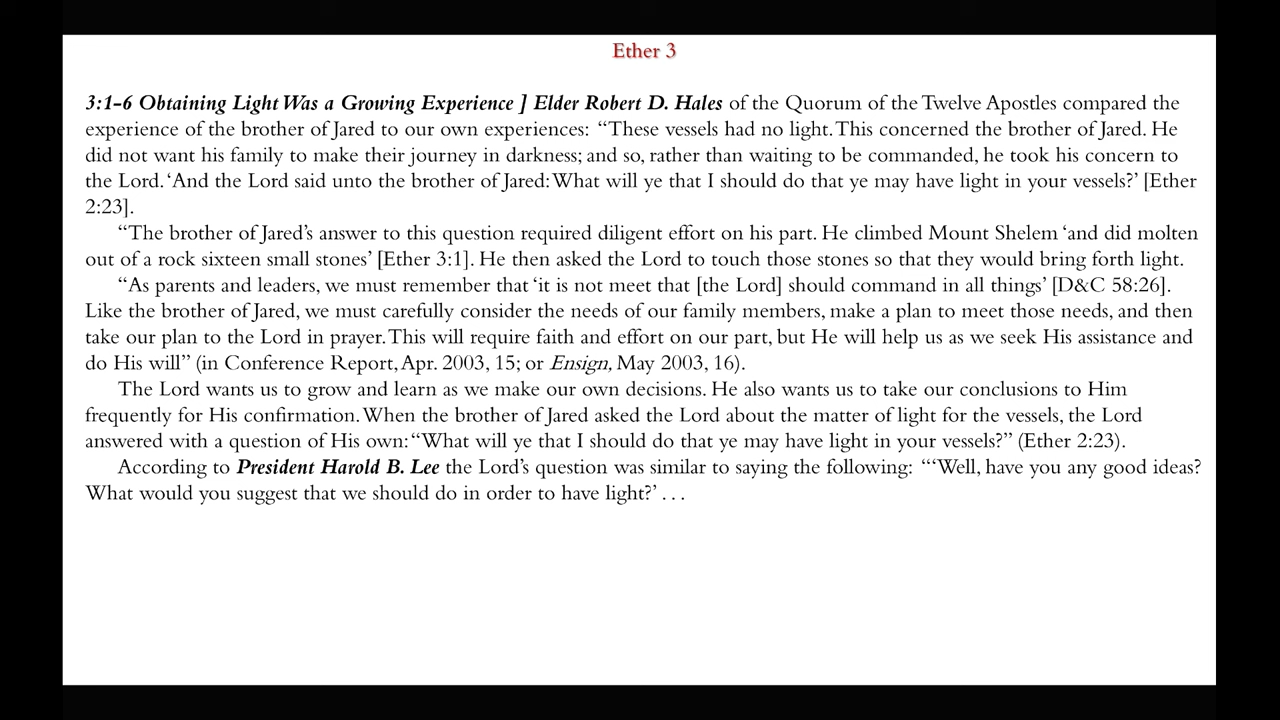 Ether 3
3:1-6 Obtaining Light Was a Growing Experience ] Elder Robert D. Hales of the Quorum of the Twelve Apostles compared the
experience of the brother of Jared to our own experiences: “These vessels had no light. This concerned the brother of Jared. He
did not want his family to make their journey in darkness; and so, rather than waiting to be commanded, he took his concern to
the Lord. ‘And the Lord said unto the brother of Jared: What will ye that I should do that ye may have light in your vessels?’ [Ether
2:23].
“The brother of Jared’s answer to this question required diligent effort on his part. He climbed Mount Shelem ‘and did molten
out of a rock sixteen small stones’ [Ether 3:1]. He then asked the Lord to touch those stones so that they would bring forth light.
“As parents and leaders, we must remember that ‘it is not meet that [the Lord] should command in all things’ [D&C 58:26].
Like the brother of Jared, we must carefully consider the needs of our family members, make a plan to meet those needs, and then
take our plan to the Lord in prayer. This will require faith and effort on our part, but He will help us as we seek His assistance and
do His will” (in Conference Report, Apr. 2003, 15; or Ensign, May 2003, 16).
The Lord wants us to grow and learn as we make our own decisions. He also wants us to take our conclusions to Him
frequently for His confirmation. When the brother of Jared asked the Lord about the matter of light for the vessels, the Lord
answered with a question of His own: “What will ye that I should do that ye may have light in your vessels?” (Ether 2:23).
According to President Harold B. Lee the Lord’s question was similar to saying the following: “‘Well, have you any good ideas?
What would you suggest that we should do in order to have light?’ . . .